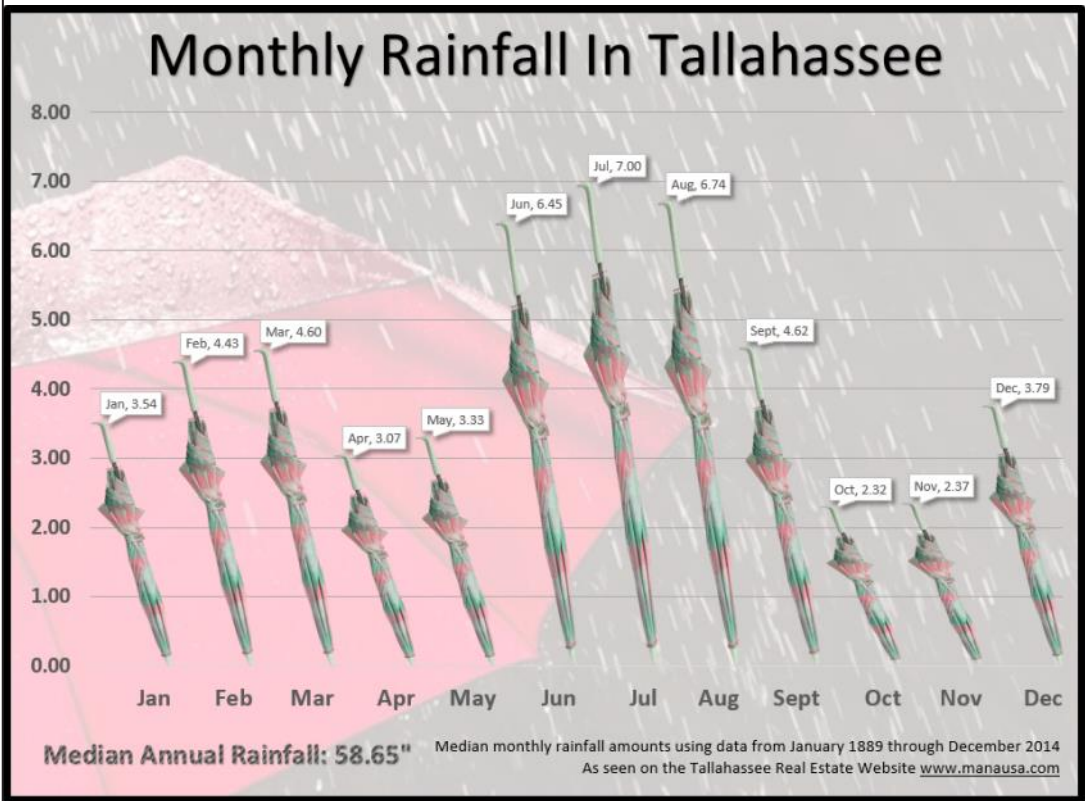 Monthly Rainfall In Tallahassee
8.00
7.00
6.00
5.00
4.00
3.00
2.00
1.00
0.00
Jan, 3.54
Feb, 4.43
Mar, 4.60
Apr, 3.07
May, 3.33
Jun, 6.45
Jul, 7.00
Aug, 6.74
Sept, 4.62
Oct, 2.32
Nov, 2.37
Dec, 3.79
Jan Feb Mar Apr May Jun Jul Aug Sept Oct Nov Dec
Median Annual Rainfall: 58.65"
Median monthly rainfall amounts using data from January 1889 through December 2014
As seen on the Tallahassee Real Estate Website www.manausa.com